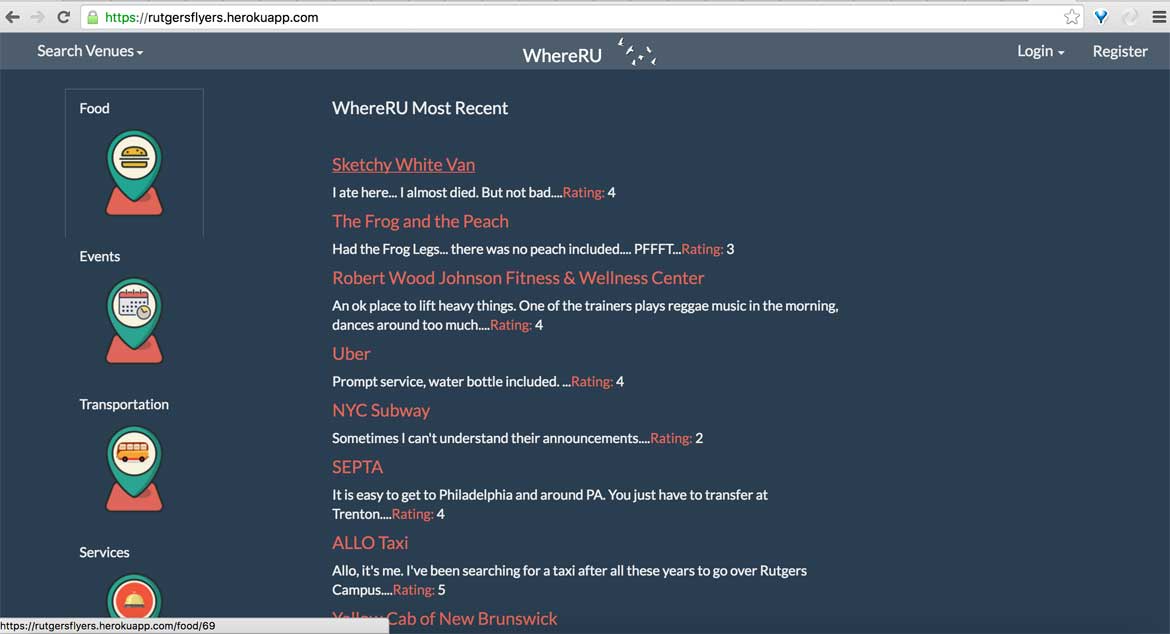 https://rutgersflyers.herokuapp.com
Search Venues
WhereRU
Login
Register
Food
Events
Transportation
Services
WhereRU Most Recent
Sketchy White Van
I ate here... I almost died. But not bad....Rating: 4
The Frog and the Peach
Had the Frog Legs... there was no peach included.... PFFFT...Rating: 3
Robert Wood Johnson Fitness & Wellness Center
An ok place to lift heavy things. One of the trainers plays reggae music in the morning,
dances around too much....Rating: 4
Uber
Prompt service, water bottle included. ...Rating: 4
NYC Subway
Sometimes I can't understand their announcements....Rating: 2
SEPTA
It is easy to get to Philadelphia and around PA. You just have to transfer at
Trenton....Rating: 4
ALLO Taxi
Allo, it's me. I've been searching for a taxi after all these years to go over Rutgers
Campus....Rating: 5
Yellow Cab of New Brunswick
https://rutgersflyers.herokuapp.com/food/69